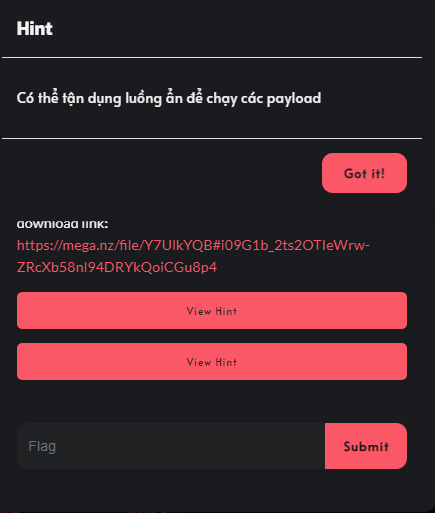 Hint
Có thể tận dụng luồng ẩn để chạy các payload
Got it!
download link:
https://mega.nz/file/Y7UlkYQB#i09G1b_2ts2OTIeWrw-
ZRcXb58nl94DRYkQoiCGu8p4
View Hint
View Hint
Flag
Submit